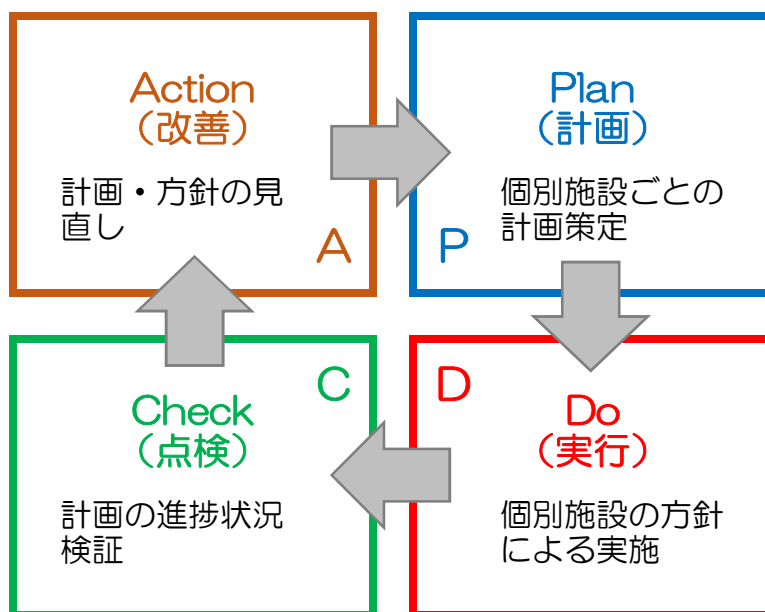 Action
(改善)
計画・方針の見
直し
A
Plan
(計画)
個別施設ごとの
計画策定
P
C
Check
(点検)
計画の進捗状況
検証
D
Do
(実行)
個別施設の方針
による実施